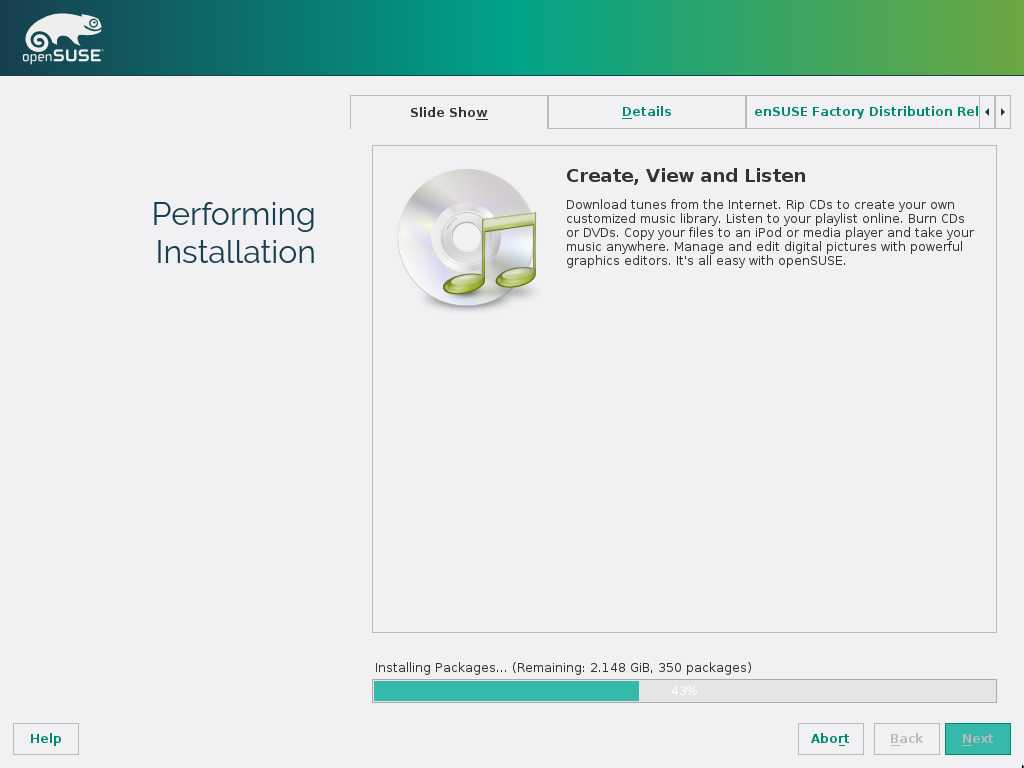 openSUSE
Slide Show
Details
enSUSE Factory Distribution Rel
Performing
Installation
Create, View and Listen
Download tunes from the Internet. Rip CDs to create your own
customized music library. Listen to your playlist online. Burn CDs
or DVDs. Copy your files to an iPod or media player and take your
music anywhere. Manage and edit digital pictures with powerful
graphics editors. It's all easy with openSUSE.
Installing Packages... (Remaining: 2.148 GiB, 350 packages)
43%
Help
Abort
Back
Next